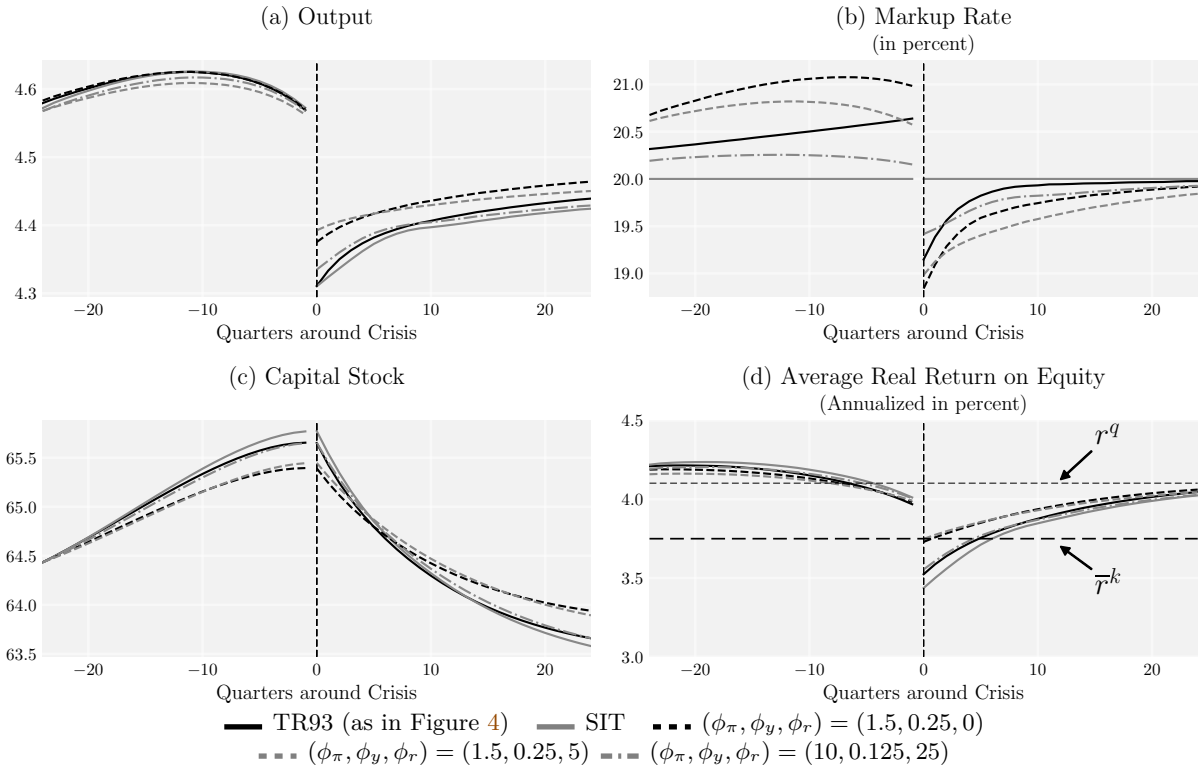 (a) Output
4.6
4.5
4.4
4.3
−20 −10 0 10 20
Quarters around Crisis
(b) Markup Rate
(in percent)
21.0
20.5
20.0
19.5
19.0
−20 −10 0 10 20
Quarters around Crisis
(c) Capital Stock
65.5
65.0
64.5
64.0
63.5
−20 −10 0 10 20
Quarters around Crisis
(d) Average Real Return on Equity
(Annualized in percent)
4.5
4.0
3.5
3.0
r^q
r̅^k
−20 −10 0 10 20
Quarters around Crisis
TR93 (as in Figure 4) SIT (ϕ_π, ϕ_y, ϕ_r) = (1.5, 0.25, 0)
(ϕ_π, ϕ_y, ϕ_r) = (1.5, 0.25, 5) (ϕ_π, ϕ_y, ϕ_r) = (10, 0.125, 25)